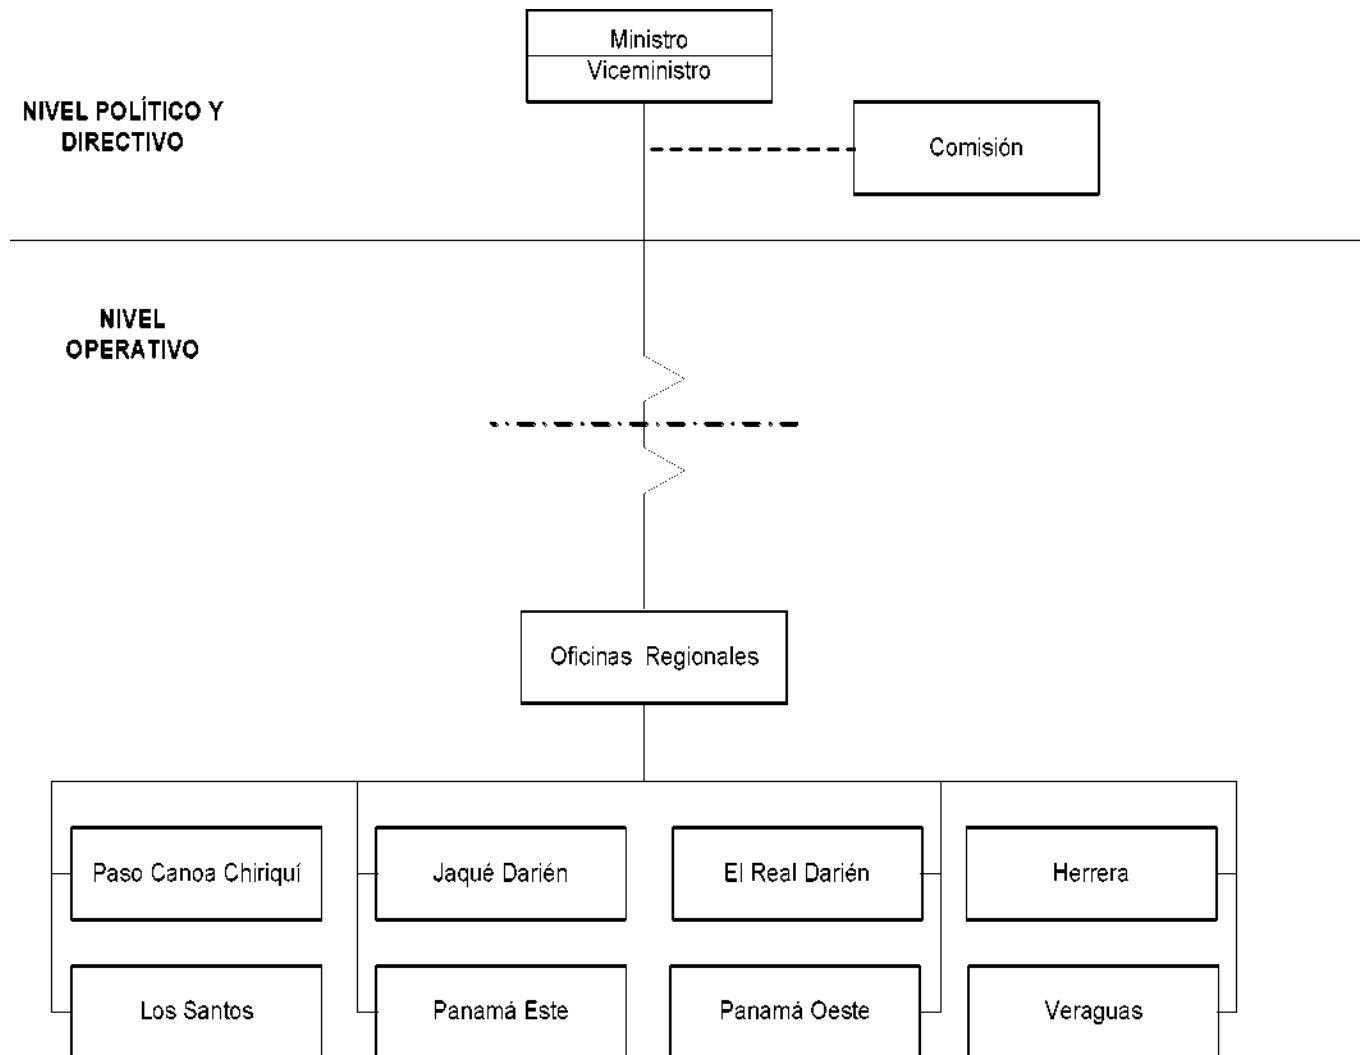 Ministro
Viceministro
NIVEL POLÍTICO Y
DIRECTIVO
Comisión
NIVEL
OPERATIVO
Oficinas Regionales
Paso Canoa Chiriquí
Jaqué Darién
El Real Darién
Herrera
Los Santos
Panamá Este
Panamá Oeste
Veraguas